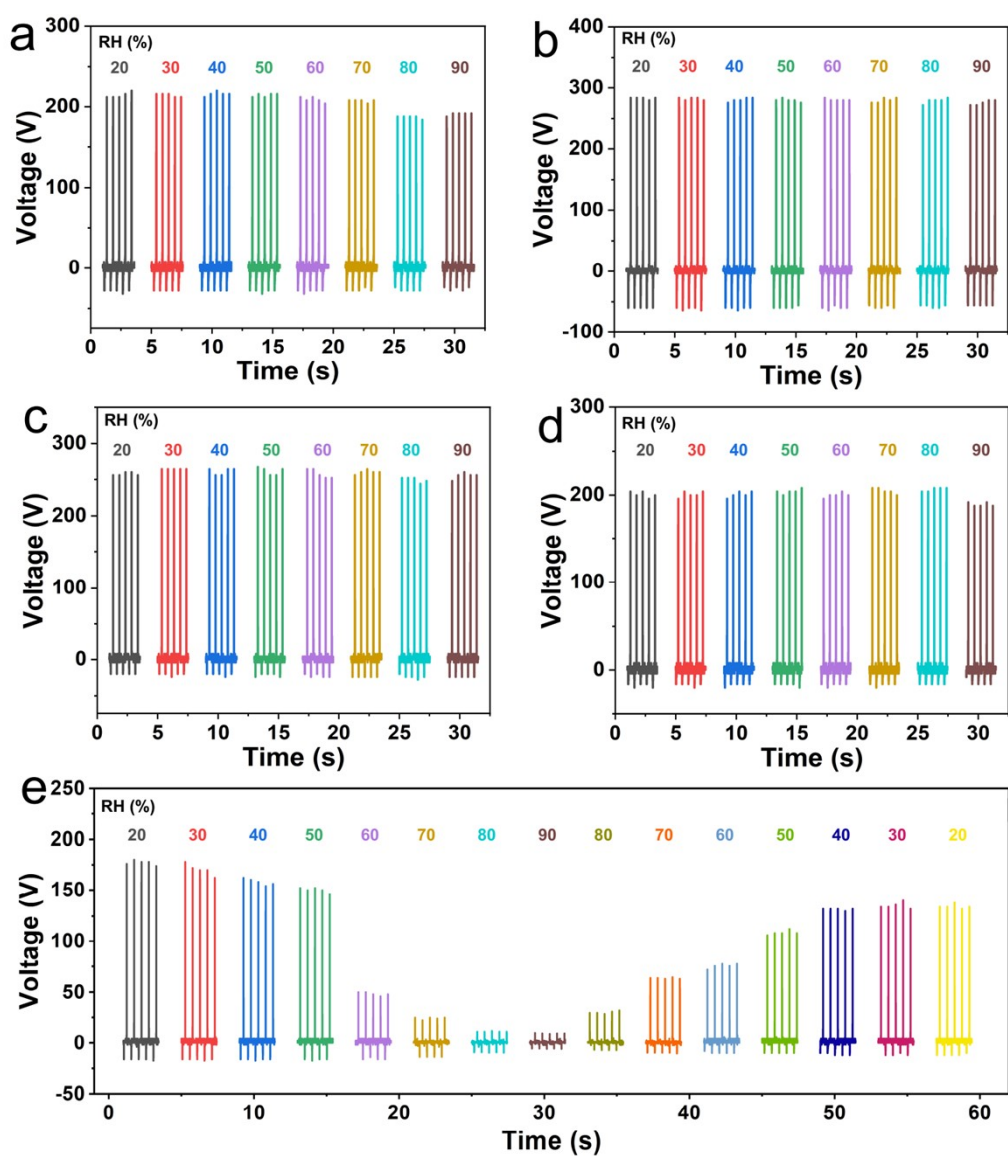 a
RH (%)
20 30 40 50 60 70 80 90
300
200
100
0
Voltage (V)
0 5 10 15 20 25 30
Time (s)
b
RH (%)
20 30 40 50 60 70 80 90
400
300
200
100
0
-100
Voltage (V)
0 5 10 15 20 25 30
Time (s)
c
RH (%)
20 30 40 50 60 70 80 90
300
200
100
0
Voltage (V)
0 5 10 15 20 25 30
Time (s)
d
RH (%)
20 30 40 50 60 70 80 90
300
200
100
0
Voltage (V)
0 5 10 15 20 25 30
Time (s)
e
RH (%)
20 30 40 50 60 70 80 90 80 70 60 50 40 30 20
250
200
150
100
50
0
-50
Voltage (V)
0 10 20 30 40 50 60
Time (s)